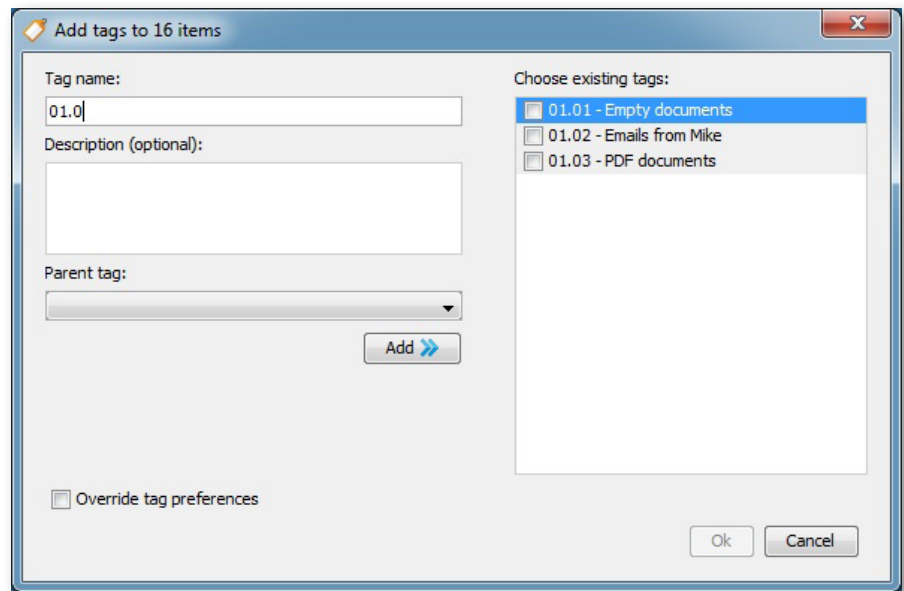 Add tags to 16 items
Tag name:
01.0
Description (optional):
Parent tag:
Add
Override tag preferences
Choose existing tags:
01.01 - Empty documents
01.02 - Emails from Mike
01.03 - PDF documents
Ok
Cancel